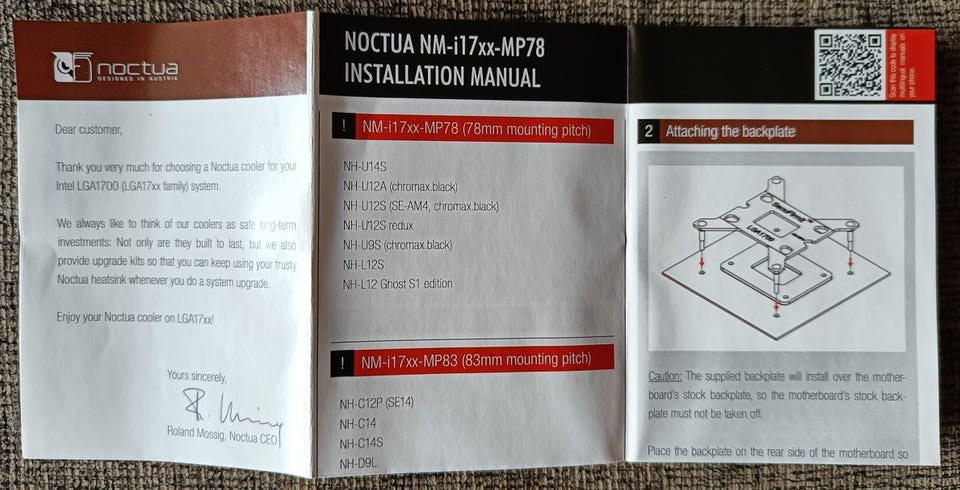 noctua
DESIGNED IN AUSTRIA
Dear customer,
Thank you very much for choosing a Noctua cooler for your
Intel LGA1700 (LGA17xx family) system.
We always like to think of our coolers as safe long-term
investments: Not only are they built to last, but we also
provide upgrade kits so that you can keep using your trusty
Noctua heatsink whenever you do a system upgrade.
Enjoy your Noctua cooler on LGA17xx!
Yours sincerely,
Roland Mossig, Noctua CEO
NOCTUA NM-i17xx-MP78
INSTALLATION MANUAL
! NM-i17xx-MP78 (78mm mounting pitch)
NH-U14S
NH-U12A (chromax.black)
NH-U12S (SE-AM4, chromax.black)
NH-U12S redux
NH-U9S (chromax.black)
NH-L12S
NH-L12 Ghost S1 edition
! NM-i17xx-MP83 (83mm mounting pitch)
NH-C12P (SE14)
NH-C14
NH-C14S
NH-D9L
Scan this code to display
multilingual manuals on
your phone.
2 Attaching the backplate
SecuFirm2
LGA1700
Caution: The supplied backplate will install over the mother-
board's stock backplate, so the motherboard's stock back-
plate must not be taken off.
Place the backplate on the rear side of the motherboard so